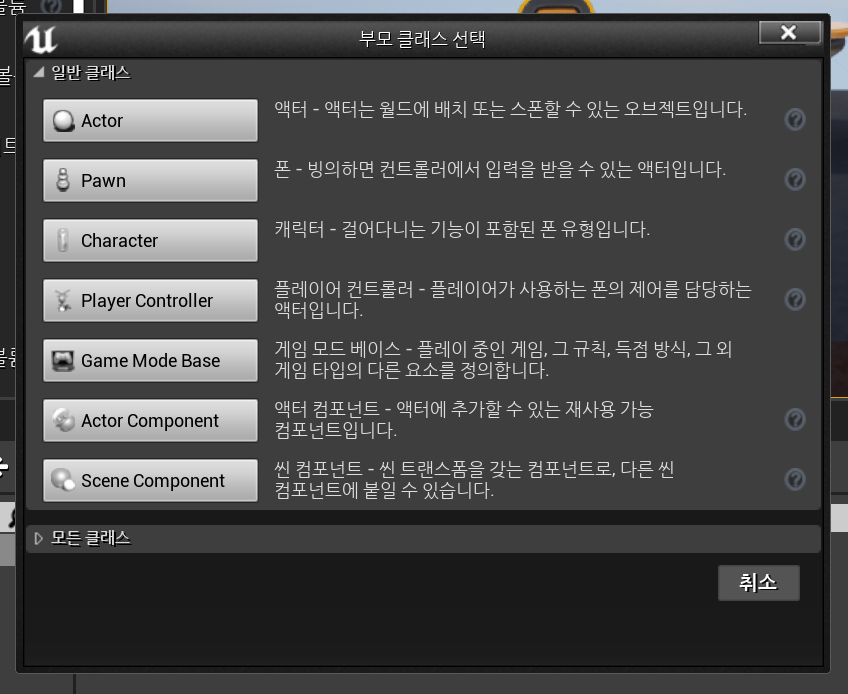 부모 클래스 선택
일반 클래스
Actor
액터 - 액터는 월드에 배치 또는 스폰할 수 있는 오브젝트입니다.
Pawn
폰 - 빙의하면 컨트롤러에서 입력을 받을 수 있는 액터입니다.
Character
캐릭터 - 걸어다니는 기능이 포함된 폰 유형입니다.
Player Controller
플레이어 컨트롤러 - 플레이어가 사용하는 폰의 제어를 담당하는
액터입니다.
Game Mode Base
게임 모드 베이스 - 플레이 중인 게임, 그 규칙, 득점 방식, 그 외
게임 타입의 다른 요소를 정의합니다.
Actor Component
액터 컴포넌트 - 액터에 추가할 수 있는 재사용 가능
컴포넌트입니다.
Scene Component
씬 컴포넌트 - 씬 트랜스폼을 갖는 컴포넌트로, 다른 씬
컴포넌트에 붙일 수 있습니다.
모든 클래스
취소